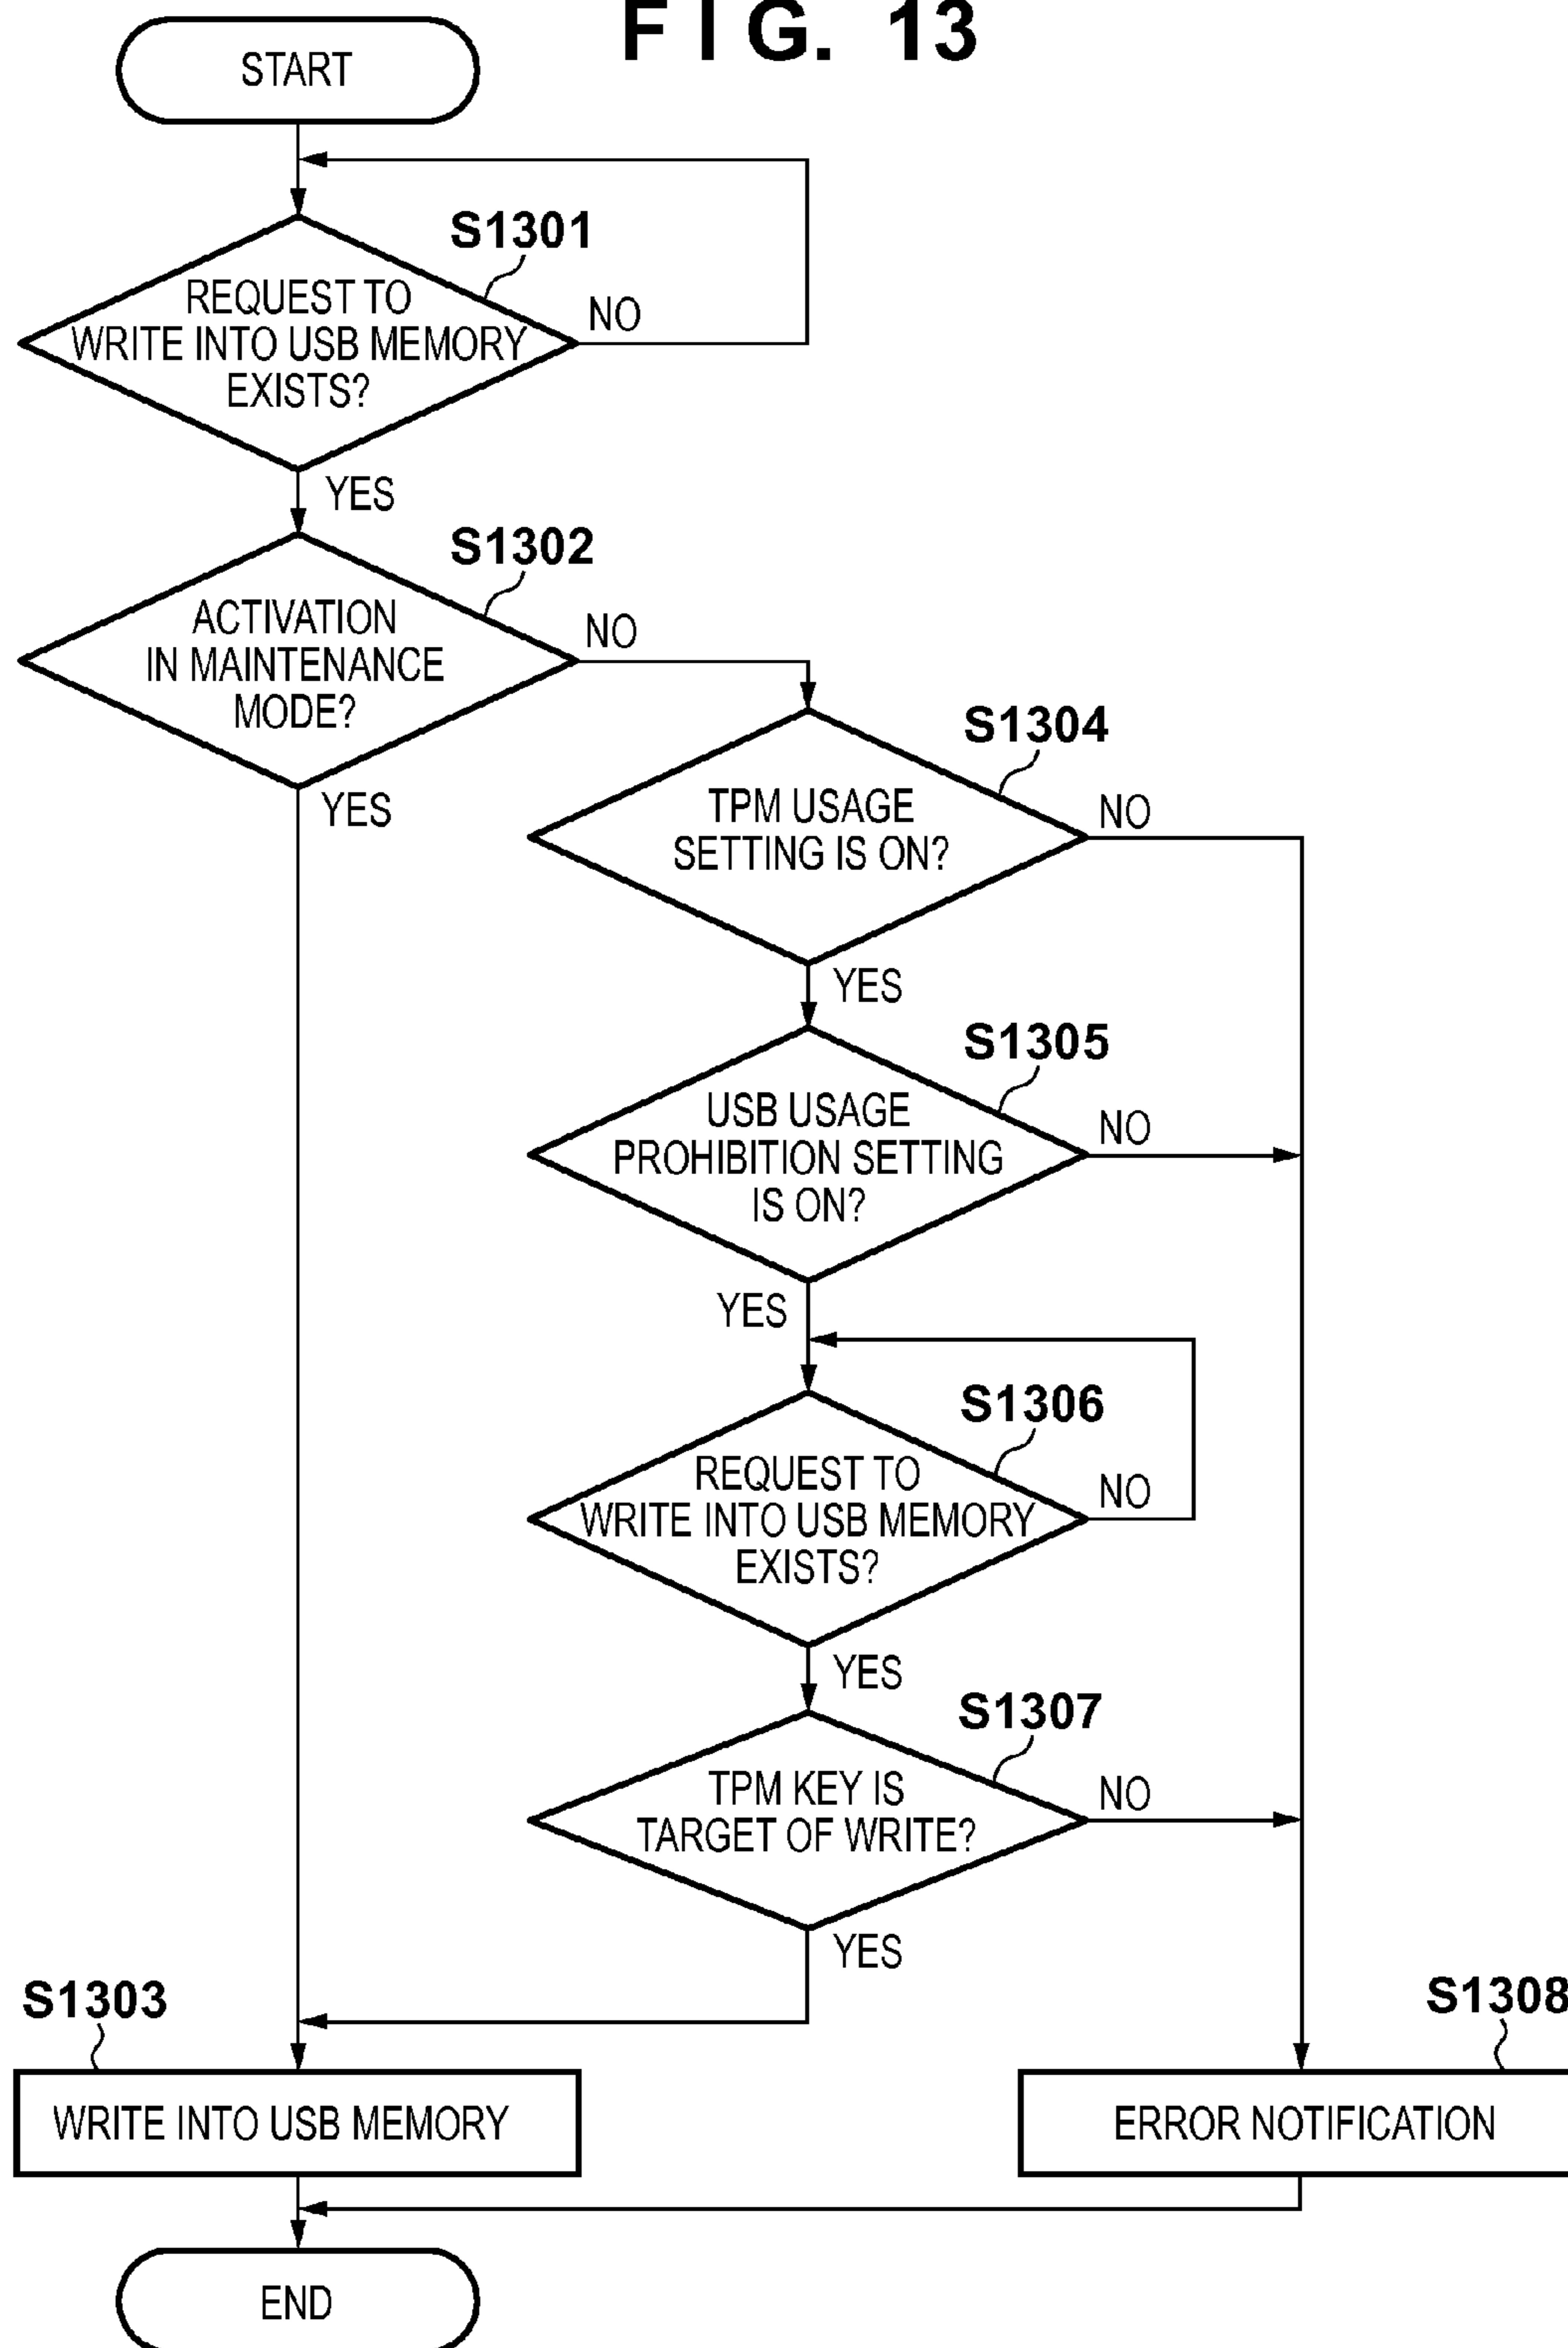 FIG. 13
START
S1301
REQUEST TO
WRITE INTO USB MEMORY
EXISTS?
NO
YES
S1302
ACTIVATION
IN MAINTENANCE
MODE?
NO
YES
S1304
TPM USAGE
SETTING IS ON?
NO
YES
S1305
USB USAGE
PROHIBITION SETTING
IS ON?
NO
YES
S1306
REQUEST TO
WRITE INTO USB MEMORY
EXISTS?
NO
YES
S1307
TPM KEY IS
TARGET OF WRITE?
NO
YES
S1303
WRITE INTO USB MEMORY
S1308
ERROR NOTIFICATION
END